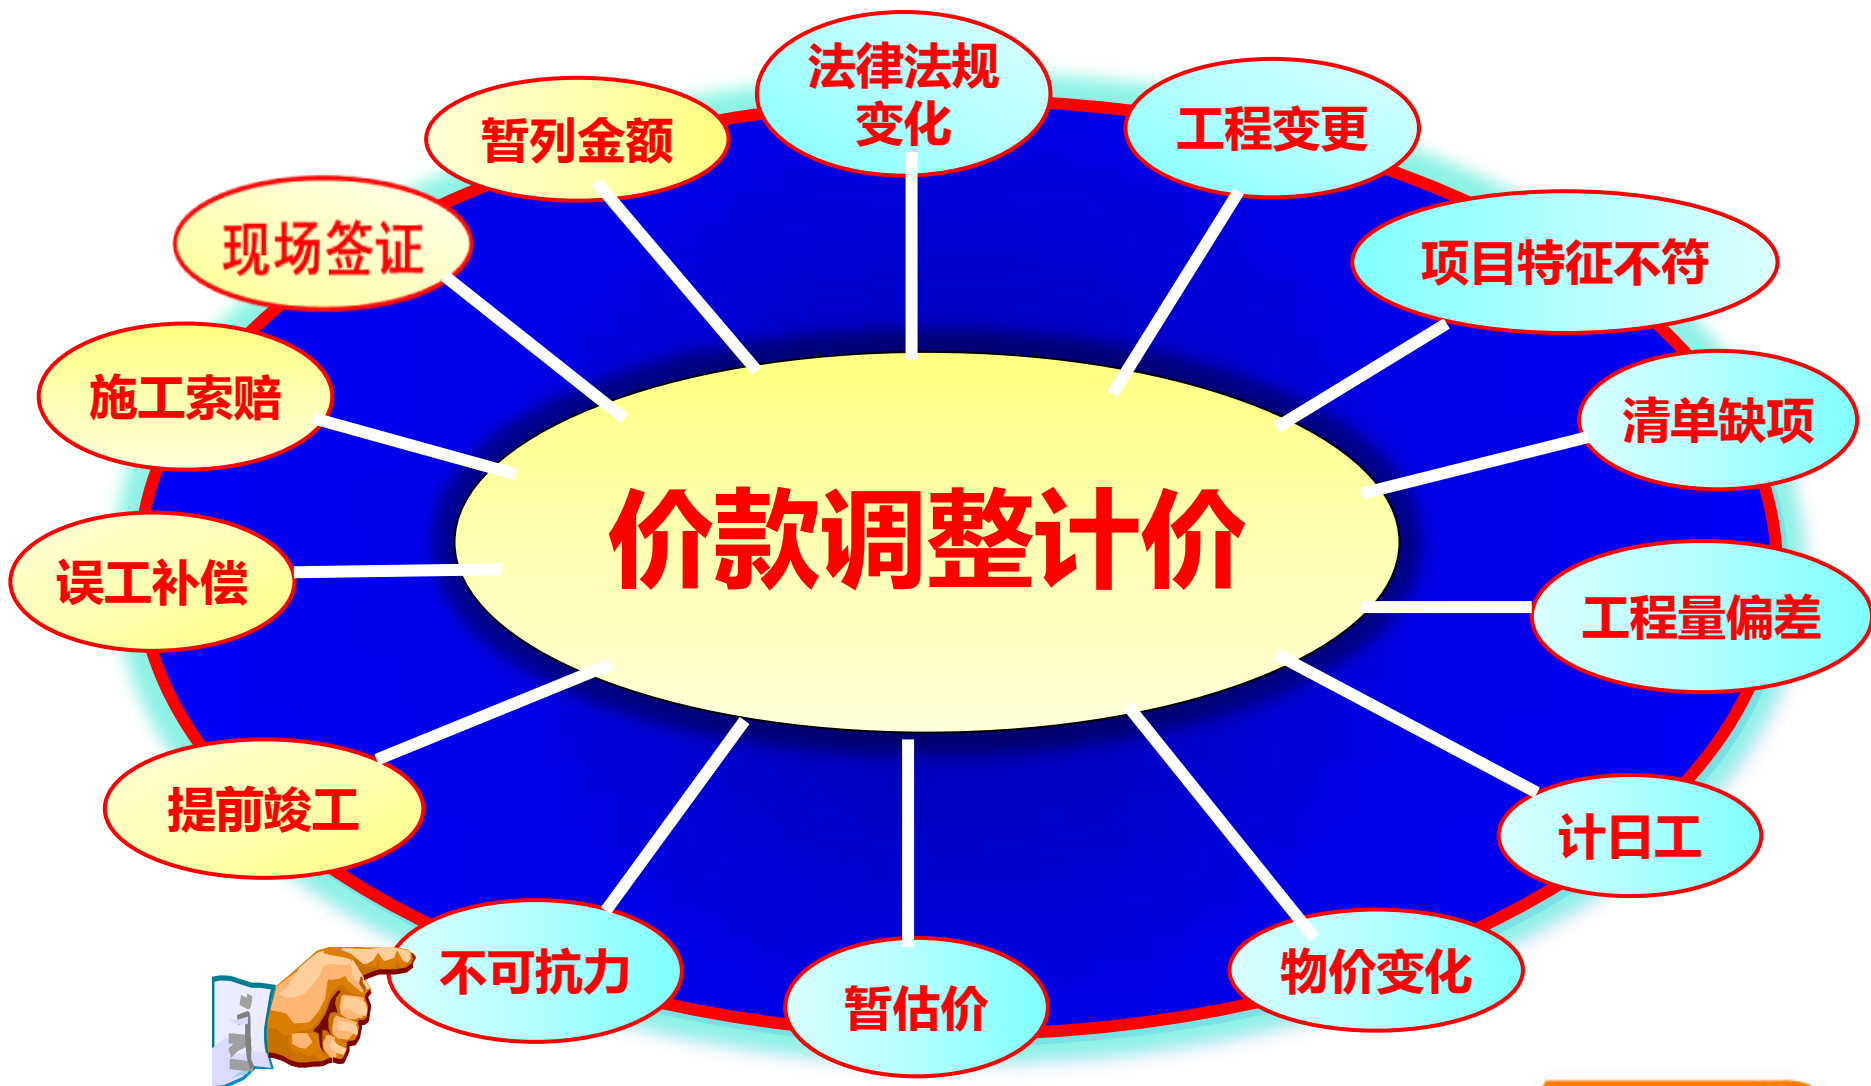 法律法规
变化
工程变更
项目特征不符
清单缺项
工程量偏差
计日工
物价变化
暂估价
不可抗力
提前竣工
误工补偿
施工索赔
现场签证
暂列金额
价款调整计价